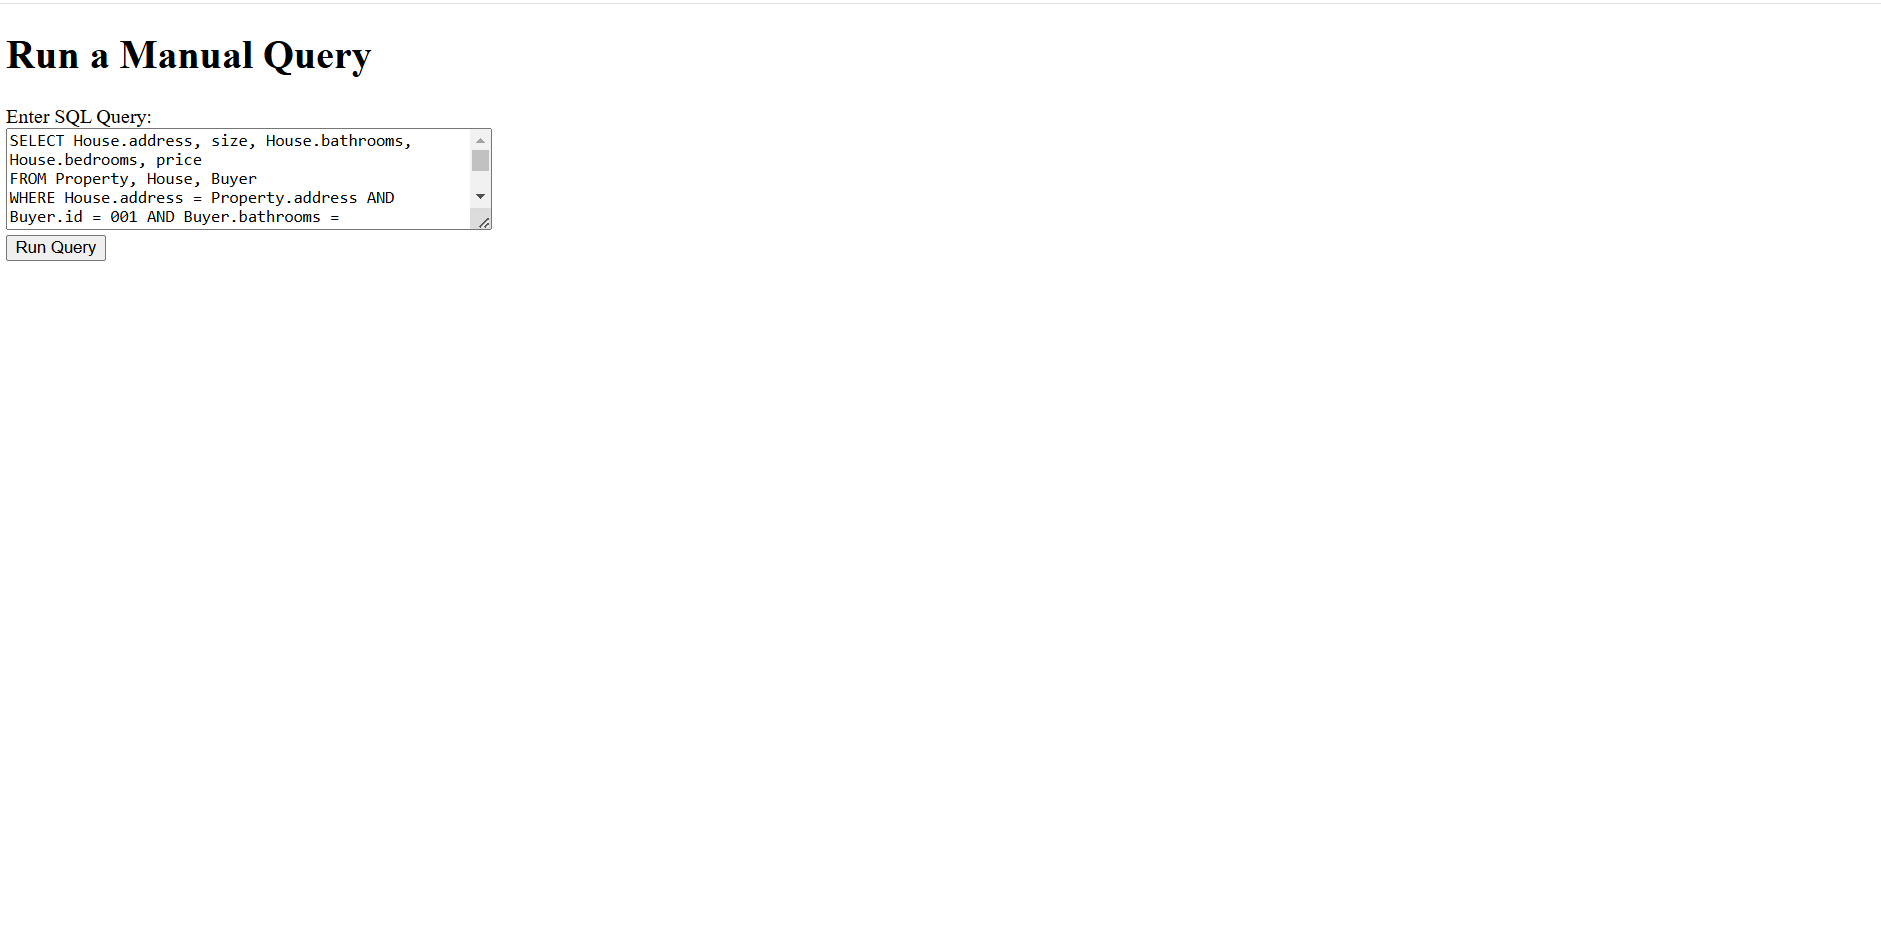 Run a Manual Query
Enter SQL Query:
SELECT House.address, size, House.bathrooms,
House.bedrooms, price
FROM Property, House, Buyer
WHERE House.address = Property.address AND
Buyer.id = 001 AND Buyer.bathrooms =
Run Query